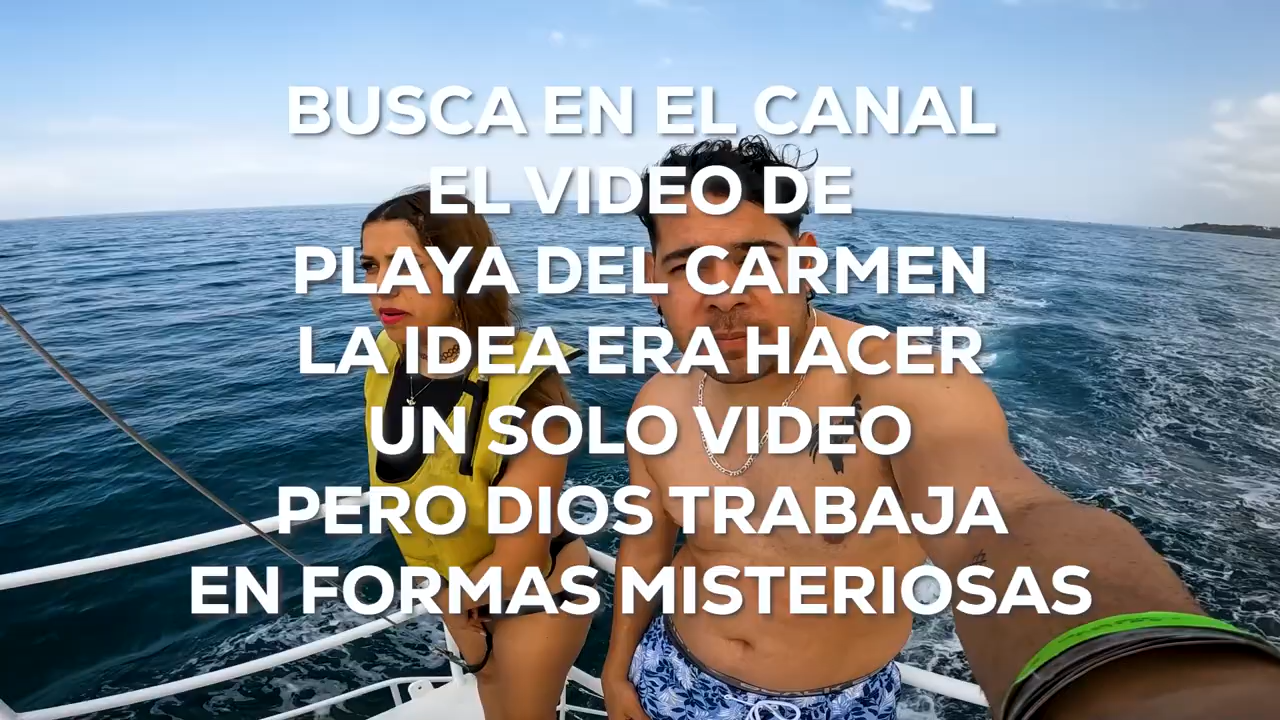 BUSCA EN EL CANAL
EL VIDEO DE
PLAYA DEL CARMEN
LA IDEA ERA HACER
UN SOLO VIDEO
PERO DIOS TRABAJA
EN FORMAS MISTERIOSAS